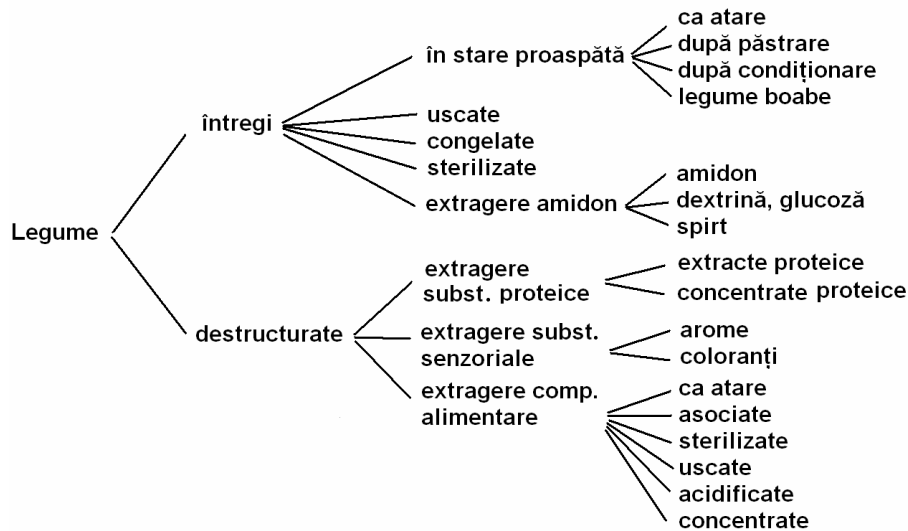 Legume
întregi
în stare proaspătă
ca atare
după păstrare
după condiționare
legume boabe
uscate
congelate
sterilizate
extragere amidon
amidon
dextrină, glucoză
spirt
destructurate
extragere
subst. proteice
extracte proteice
concentrate proteice
extragere subst.
senzoriale
arome
coloranți
extragere comp.
alimentare
ca atare
asociate
sterilizate
uscate
acidificate
concentrate